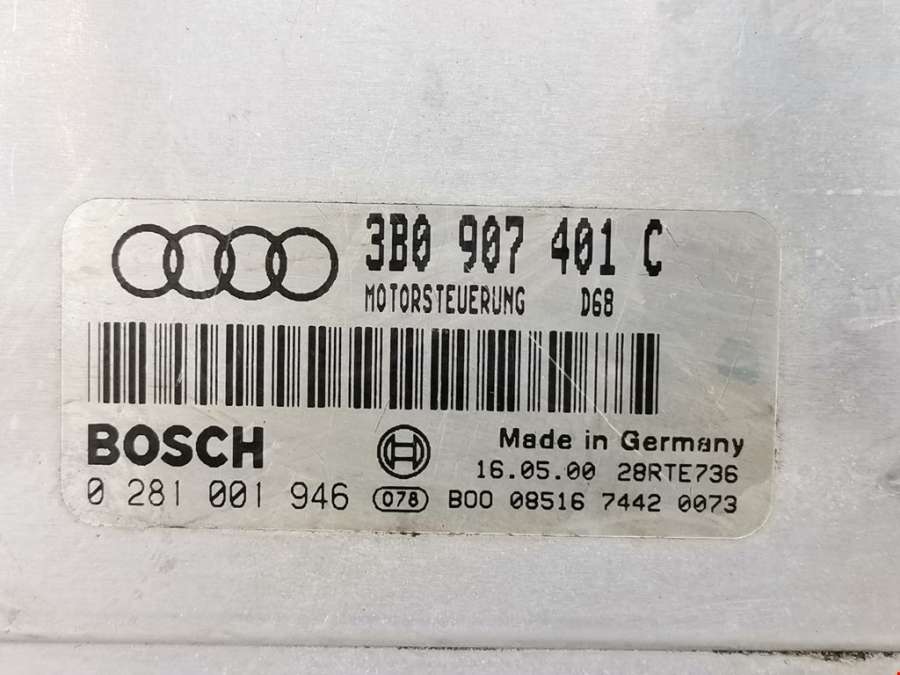 3B0 907 401 C
MOTORSTEUERUNG D68
BOSCH
Made in Germany
16.05.00 28RTE736
0 281 001 946 078 B00 08516 7442 0073